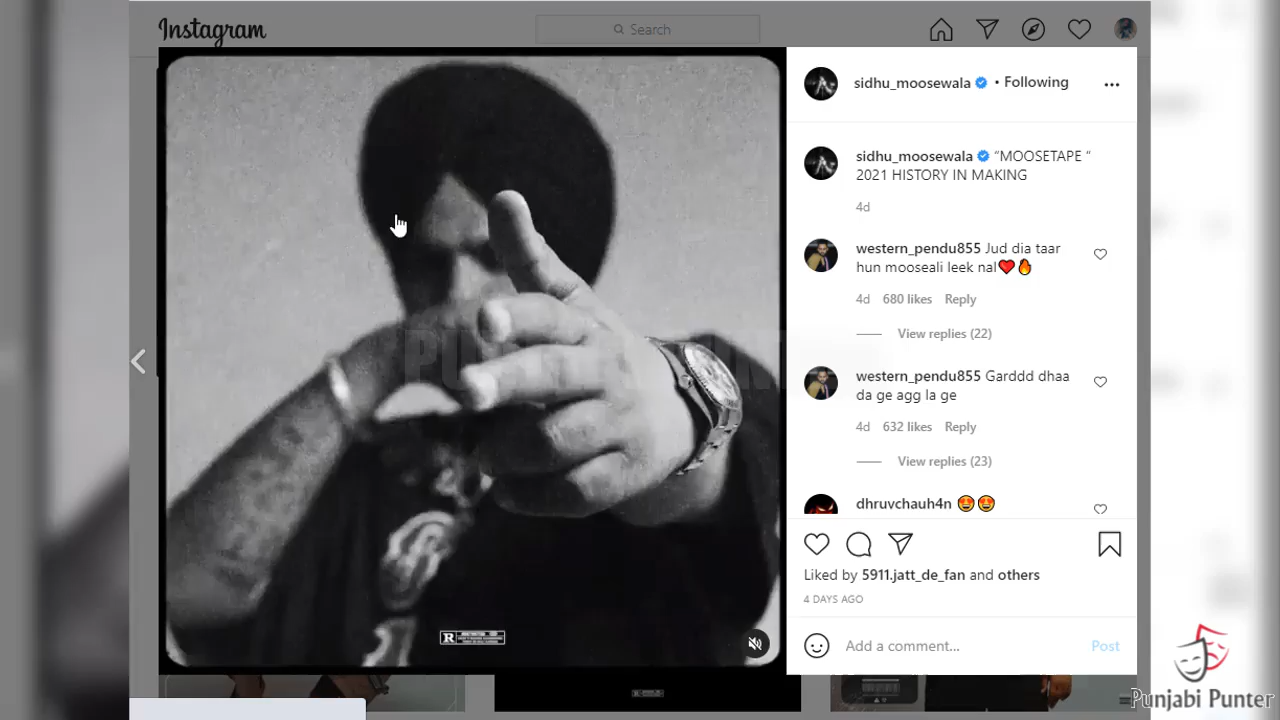 Instagram
Search
sidhu_moosewala • Following
sidhu_moosewala “MOOSETAPE “
2021 HISTORY IN MAKING
4d
western_pendu855 Jud dia taar
hun mooseali leek nal❤️🔥
4d 680 likes Reply
View replies (22)
western_pendu855 Garddd dhaa
da ge agg la ge
4d 632 likes Reply
View replies (23)
dhruvchauh4n 😍😍
Liked by 5911.jatt_de_fan and others
4 DAYS AGO
Add a comment... Post
R
Punjabi Punter